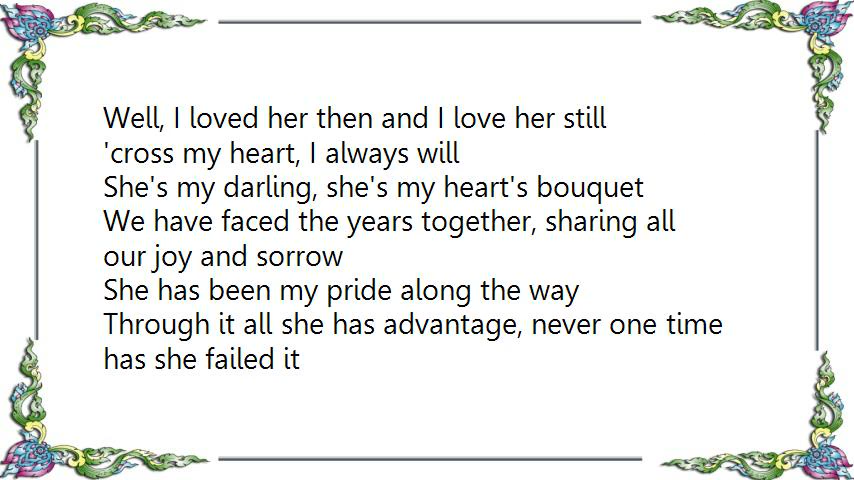 Well, I loved her then and I love her still
'cross my heart, I always will
She's my darling, she's my heart's bouquet
We have faced the years together, sharing all
our joy and sorrow
She has been my pride along the way
Through it all she has advantage, never one time
has she failed it